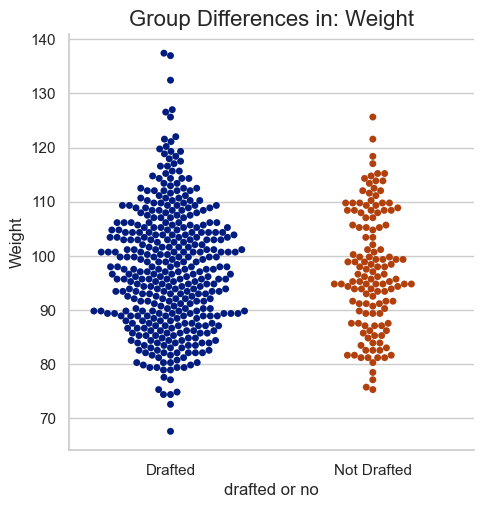 Group Differences in: Weight
140
130
120
110
100
90
80
70
Weight
Drafted
Not Drafted
drafted or no